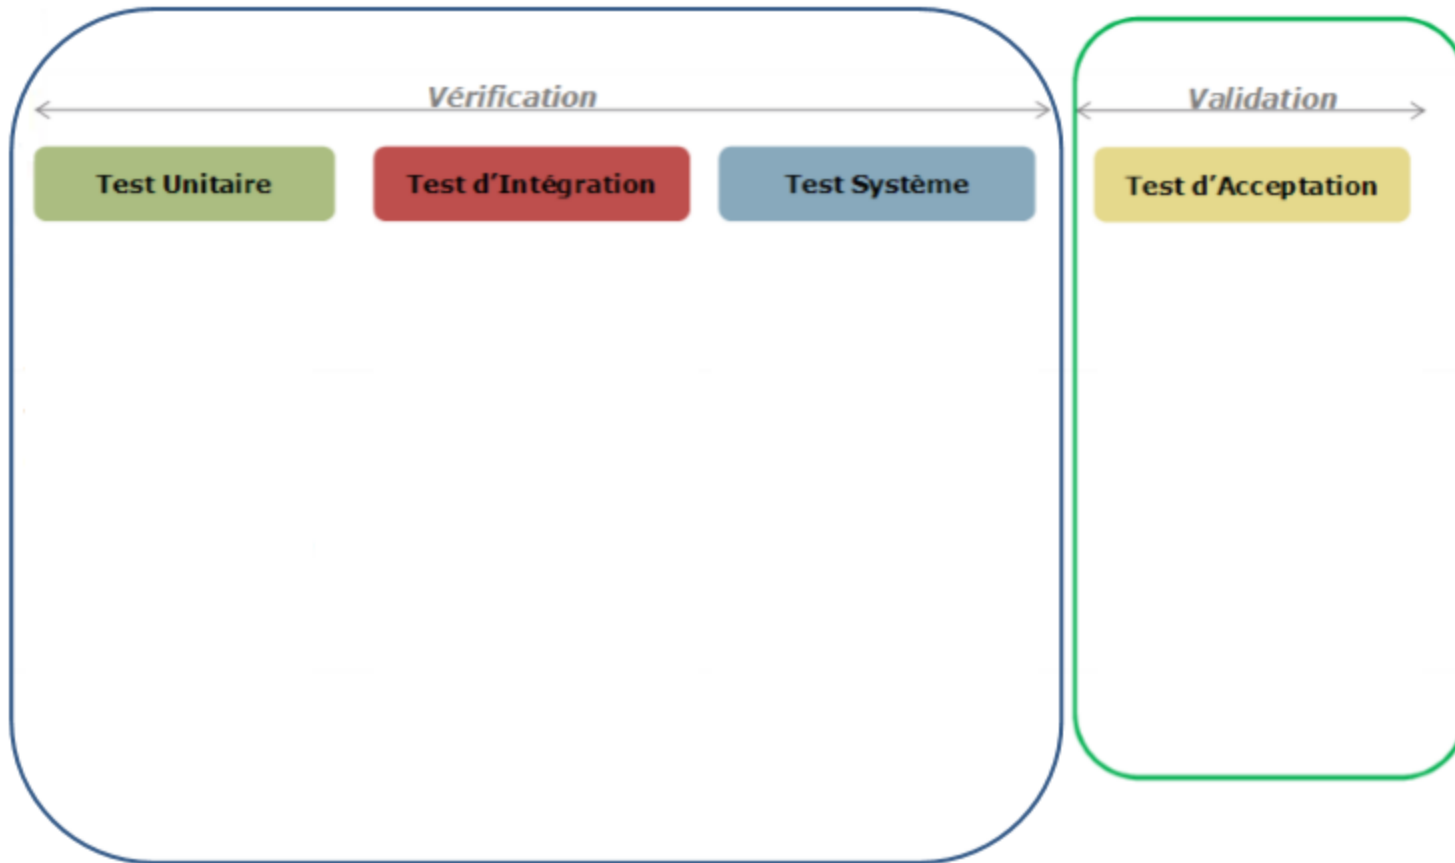 Vérification
Validation
Test Unitaire
Test d’Intégration
Test Système
Test d’Acceptation